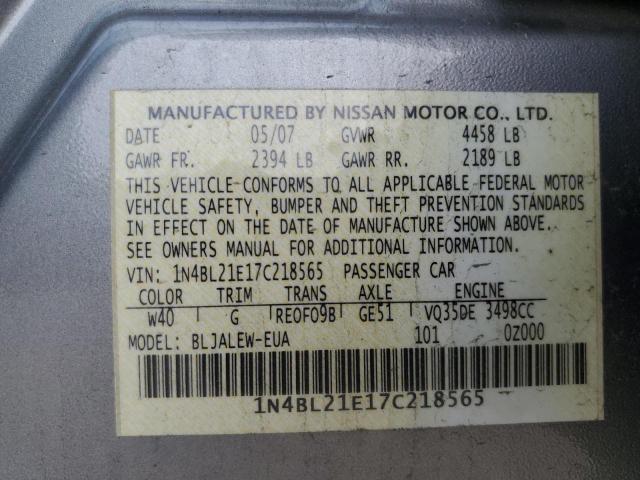 MANUFACTURED BY NISSAN MOTOR CO., LTD.
DATE 05/07 GVWR 4458 LB
GAWR FR. 2394 LB GAWR RR. 2189 LB
THIS VEHICLE CONFORMS TO ALL APPLICABLE FEDERAL MOTOR
VEHICLE SAFETY, BUMPER AND THEFT PREVENTION STANDARDS
IN EFFECT ON THE DATE OF MANUFACTURE SHOWN ABOVE.
SEE OWNERS MANUAL FOR ADDITIONAL INFORMATION.
VIN: 1N4BL21E17C218565 PASSENGER CAR
COLOR TRIM TRANS AXLE ENGINE
W40 G RE0F09B GE51 VQ35DE 3498CC
MODEL: BLJALEW-EUA 101 0Z000
1N4BL21E17C218565